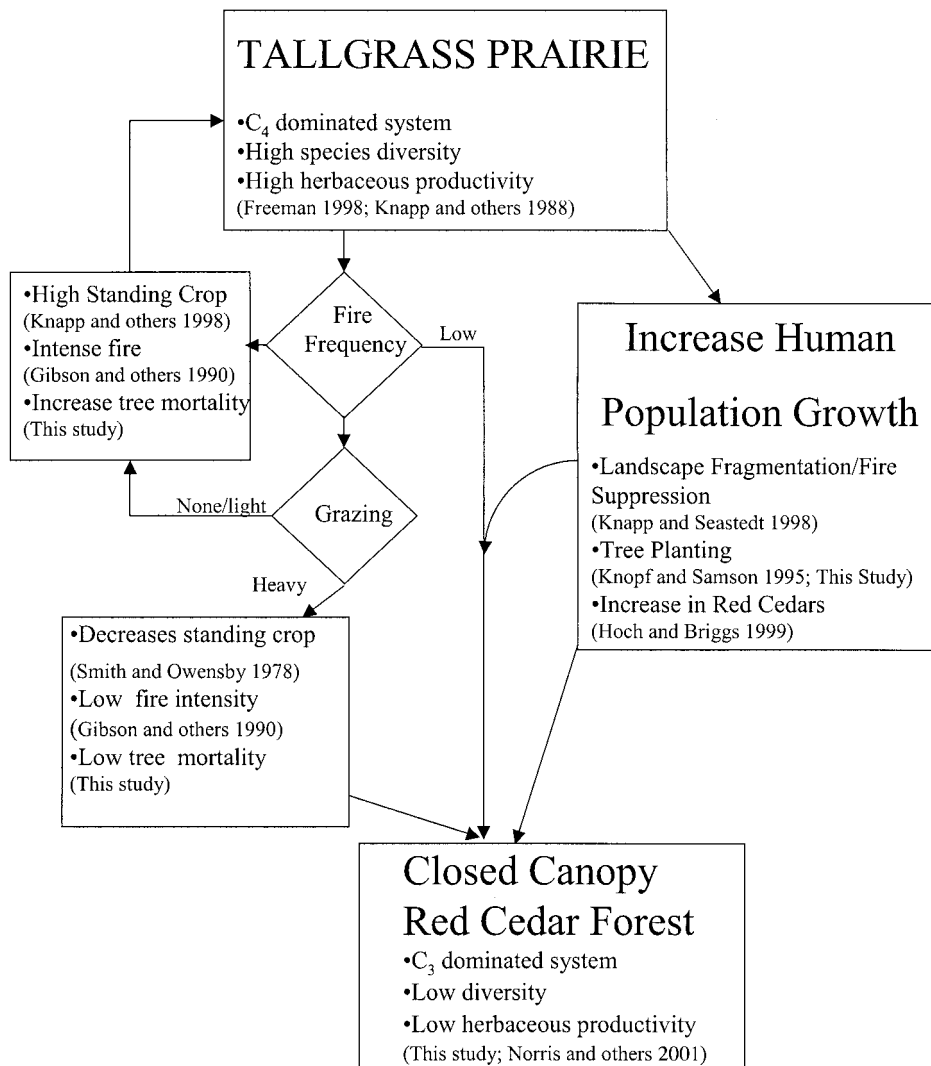 TALLGRASS PRAIRIE
•C₄ dominated system
•High species diversity
•High herbaceous productivity
(Freeman 1998; Knapp and others 1988)
•High Standing Crop
(Knapp and others 1998)
•Intense fire
(Gibson and others 1990)
•Increase tree mortality
(This study)
Fire
Frequency
Low
Increase Human
Population Growth
•Landscape Fragmentation/Fire
Suppression
(Knapp and Seastedt 1998)
•Tree Planting
(Knopf and Samson 1995; This Study)
•Increase in Red Cedars
(Hoch and Briggs 1999)
None/light
Grazing
Heavy
•Decreases standing crop
(Smith and Owensby 1978)
•Low fire intensity
(Gibson and others 1990)
•Low tree mortality
(This study)
Closed Canopy
Red Cedar Forest
•C₃ dominated system
•Low diversity
•Low herbaceous productivity
(This study; Norris and others 2001)